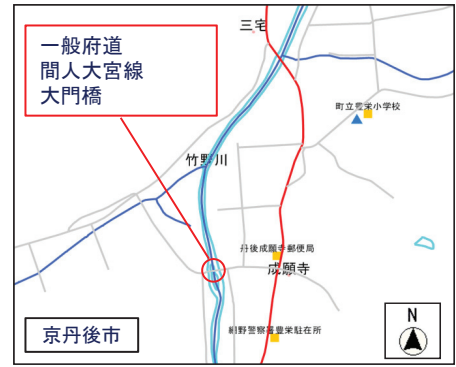 三宅
一般府道
間人大宮線
大門橋
町立豊栄小学校
竹野川
丹後成願寺郵便局
成願寺
網野警察署豊栄駐在所
京丹後市
N